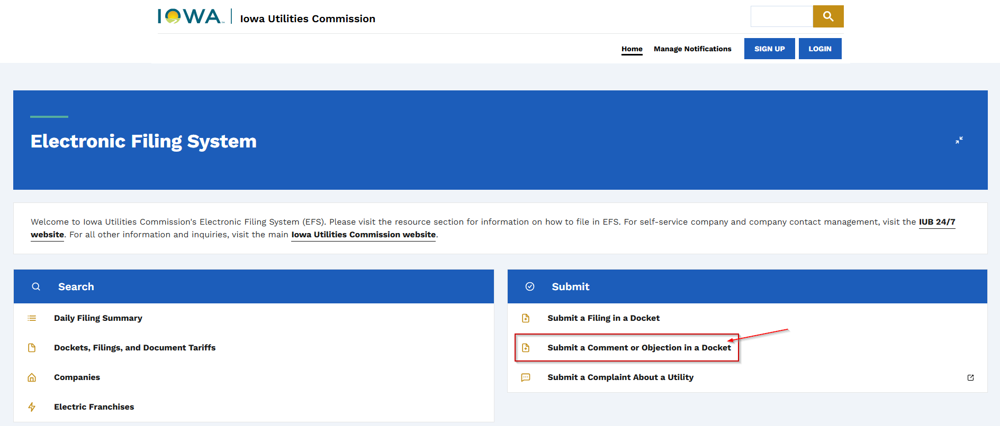 IOWA™
Iowa Utilities Commission
Home
Manage Notifications
SIGN UP
LOGIN
Electronic Filing System
Welcome to Iowa Utilities Commission's Electronic Filing System (EFS). Please visit the resource section for information on how to file in EFS. For self-service company and company contact management, visit the IUB 24/7
website. For all other information and inquiries, visit the main Iowa Utilities Commission website.
Search
Daily Filing Summary
Dockets, Filings, and Document Tariffs
Companies
Electric Franchises
Submit
Submit a Filing in a Docket
Submit a Comment or Objection in a Docket
Submit a Complaint About a Utility